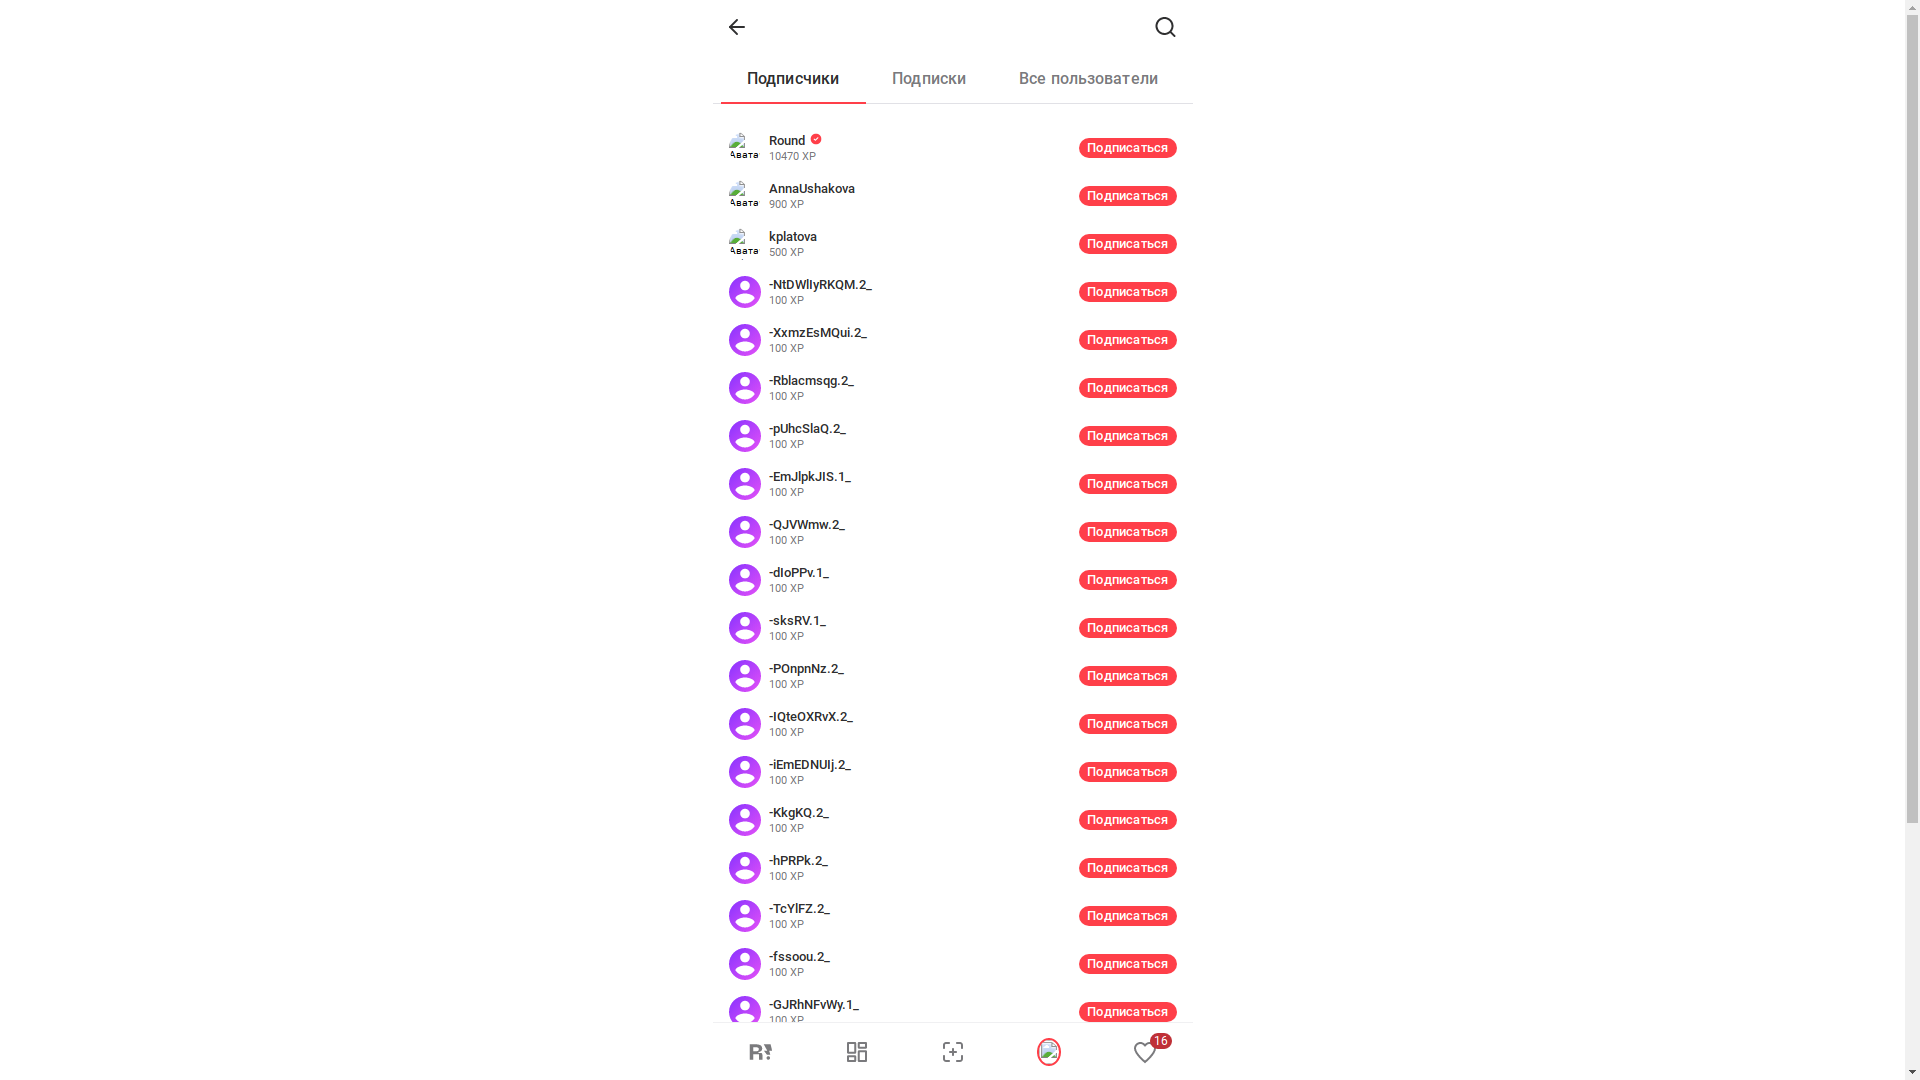 Подписчики Подписки Все пользователи
Round
10470 XP
Подписаться
AnnaUshakova
900 XP
Подписаться
kplatova
500 XP
Подписаться
-NtDWlIyRKQM.2_
100 XP
Подписаться
-XxmzEsMQui.2_
100 XP
Подписаться
-Rblacmsqg.2_
100 XP
Подписаться
-pUhcSlaQ.2_
100 XP
Подписаться
-EmJlpkJIS.1_
100 XP
Подписаться
-QJVWmw.2_
100 XP
Подписаться
-dIoPPv.1_
100 XP
Подписаться
-sksRV.1_
100 XP
Подписаться
-POnpnNz.2_
100 XP
Подписаться
-IQteOXRvX.2_
100 XP
Подписаться
-iEmEDNUIj.2_
100 XP
Подписаться
-KkgKQ.2_
100 XP
Подписаться
-hPRPk.2_
100 XP
Подписаться
-TcYlFZ.2_
100 XP
Подписаться
-fssoou.2_
100 XP
Подписаться
-GJRhNFvWy.1_
100 XP
Подписаться
R!
16